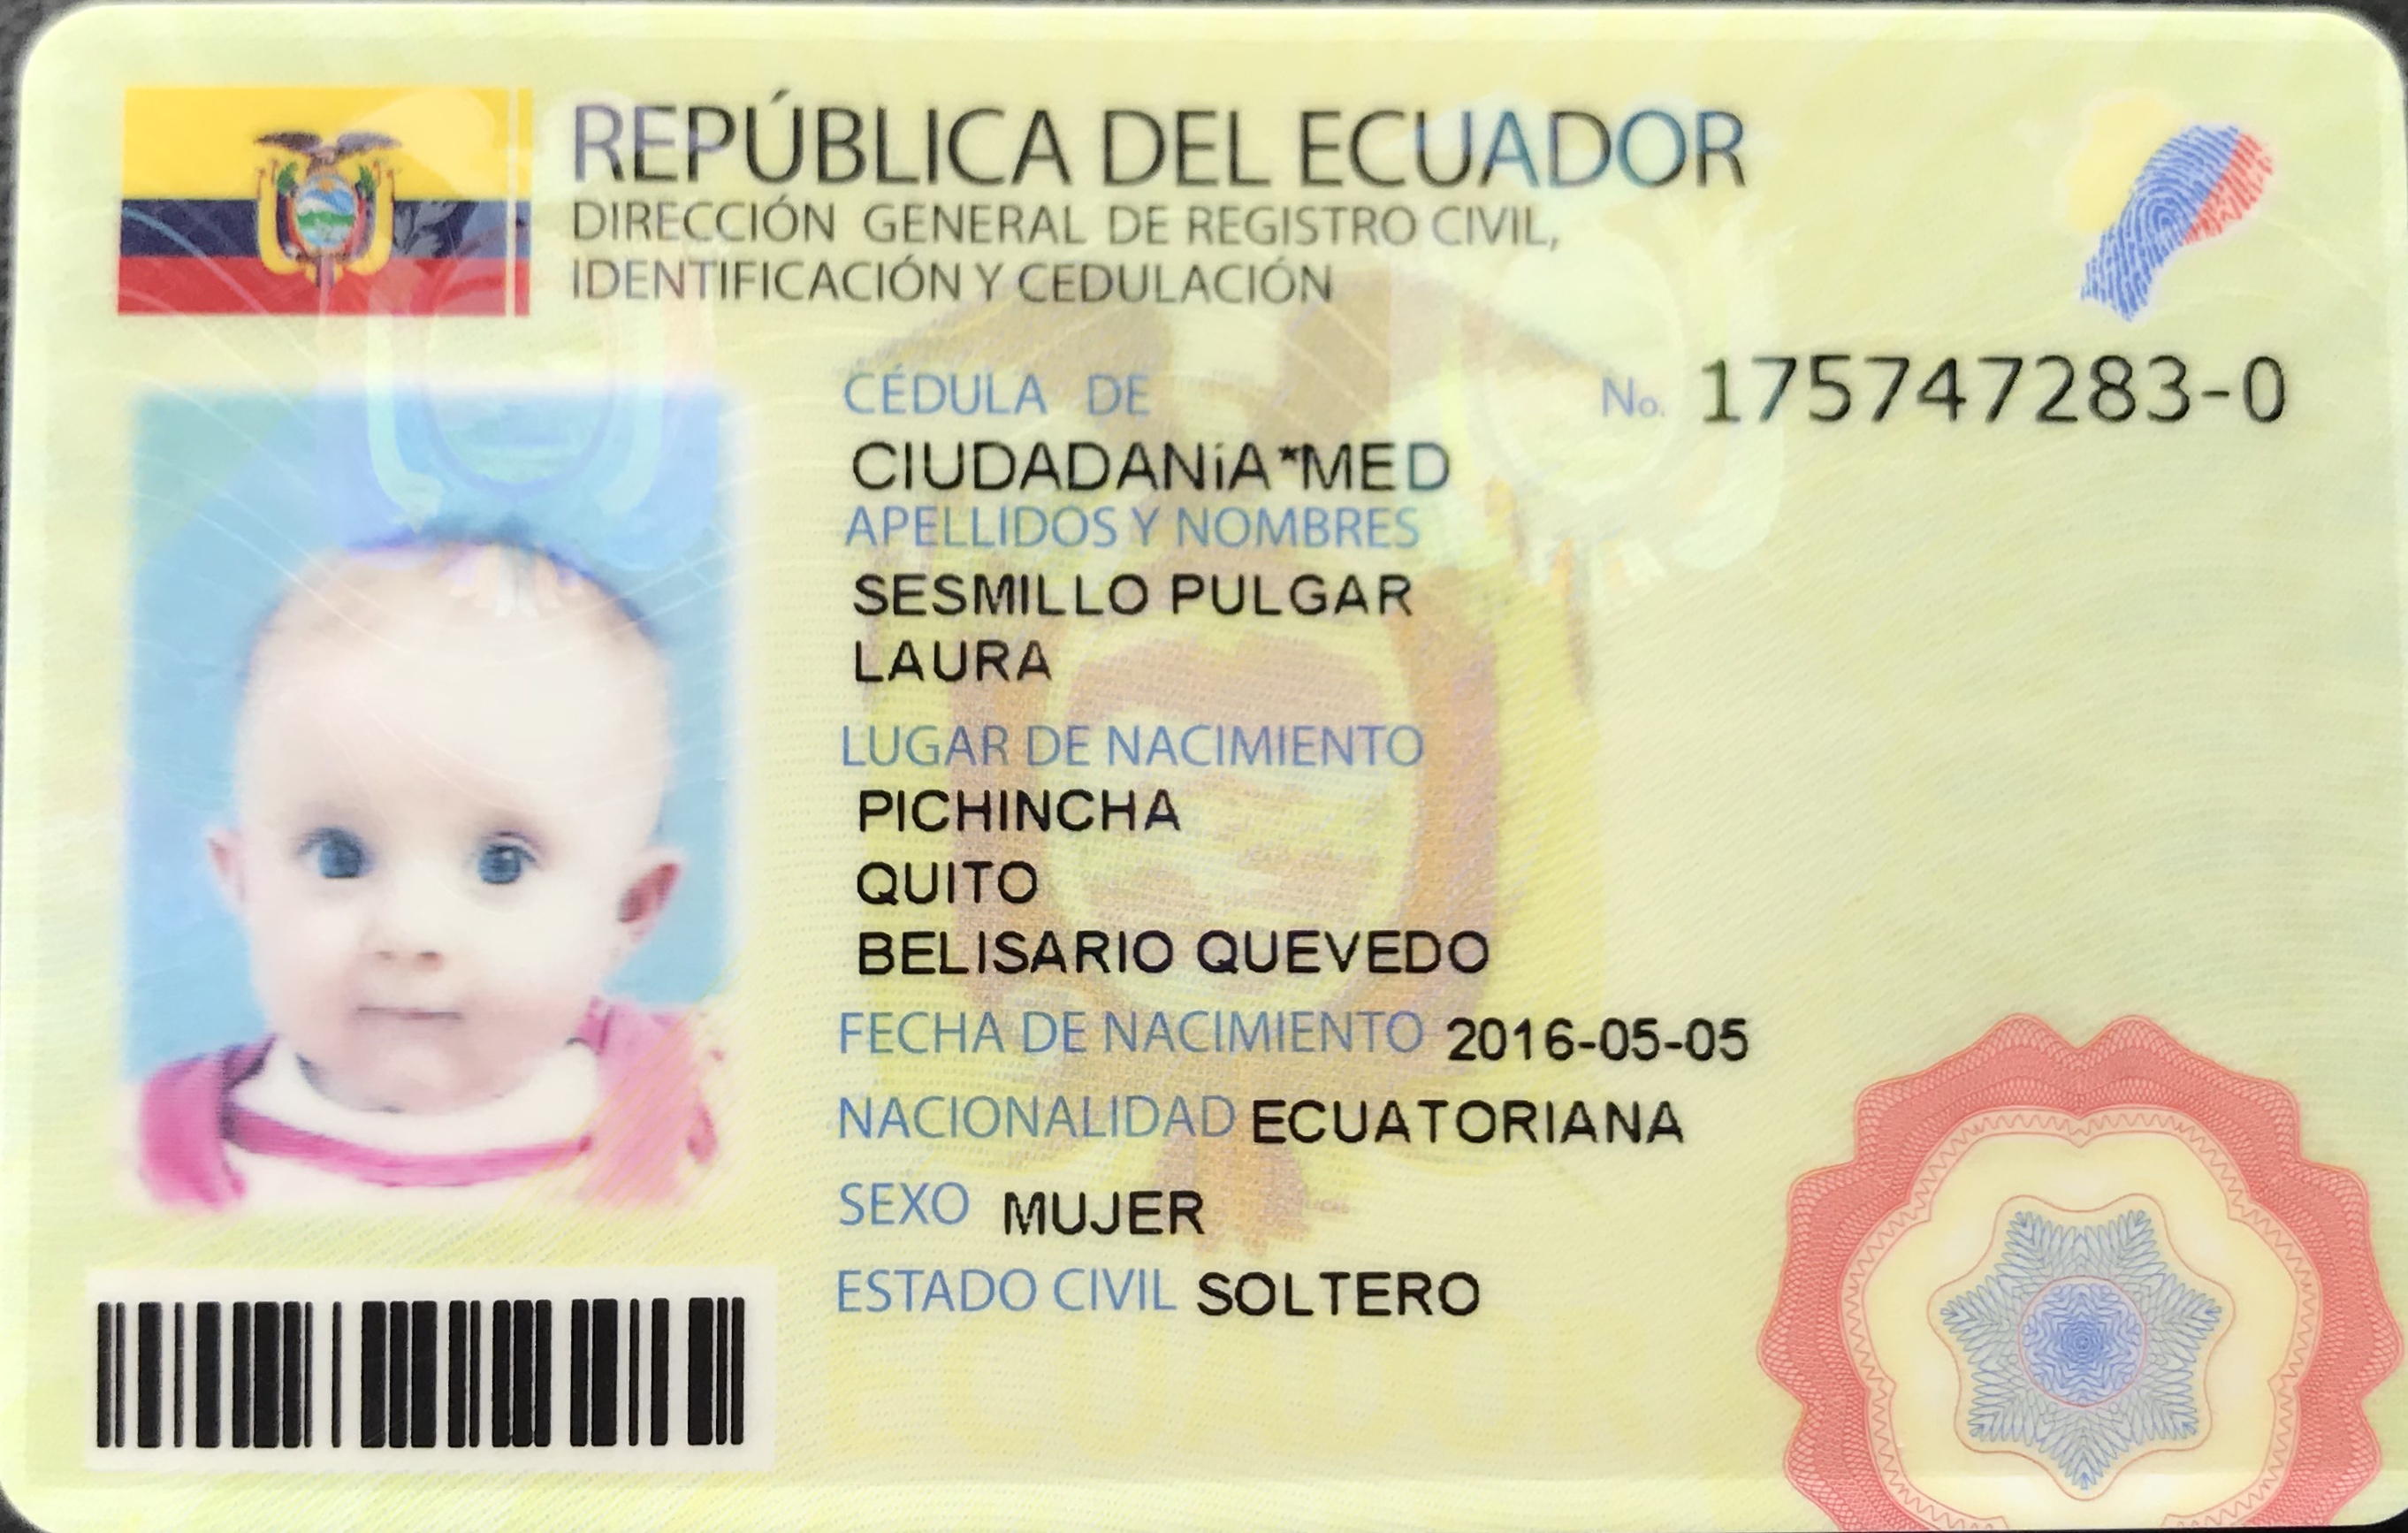 REPÚBLICA DEL ECUADOR
DIRECCIÓN GENERAL DE REGISTRO CIVIL,
IDENTIFICACIÓN Y CEDULACIÓN
CÉDULA DE No. 175747283-0
CIUDADANíA*MED
APELLIDOS Y NOMBRES
SESMILLO PULGAR
LAURA
LUGAR DE NACIMIENTO
PICHINCHA
QUITO
BELISARIO QUEVEDO
FECHA DE NACIMIENTO 2016-05-05
NACIONALIDAD ECUATORIANA
SEXO MUJER
ESTADO CIVIL SOLTERO
ECUADOR